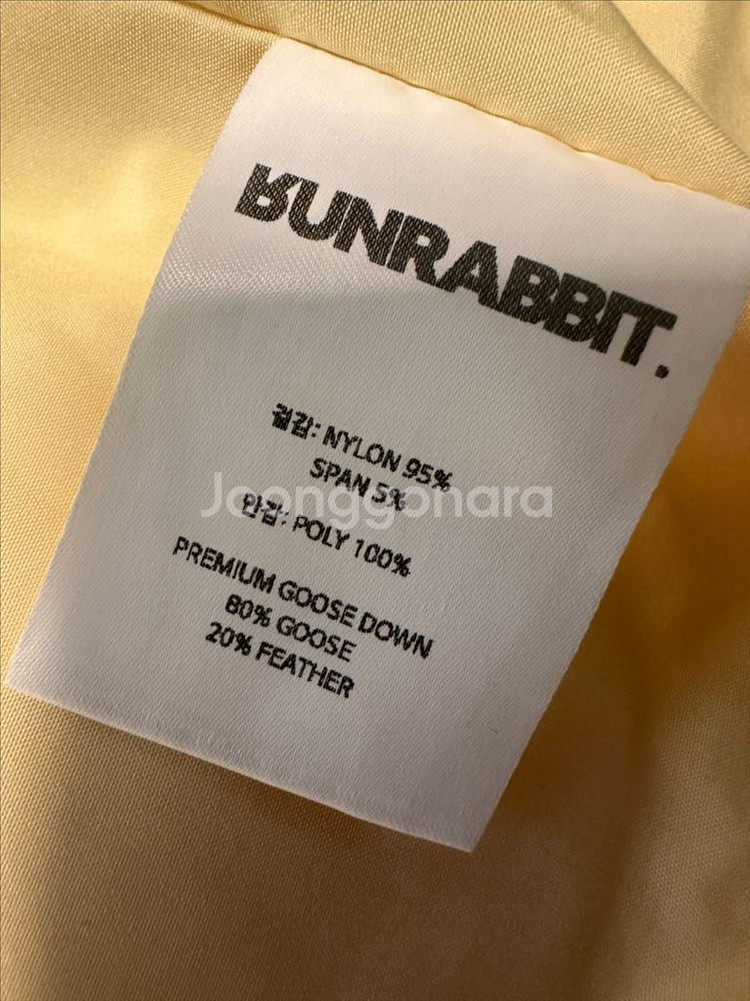 RUNRABBIT.
겉감: NYLON 95%
SPAN 5%
Joonggonara
안감: POLY 100%
PREMIUM GOOSE DOWN
80% GOOSE
20% FEATHER